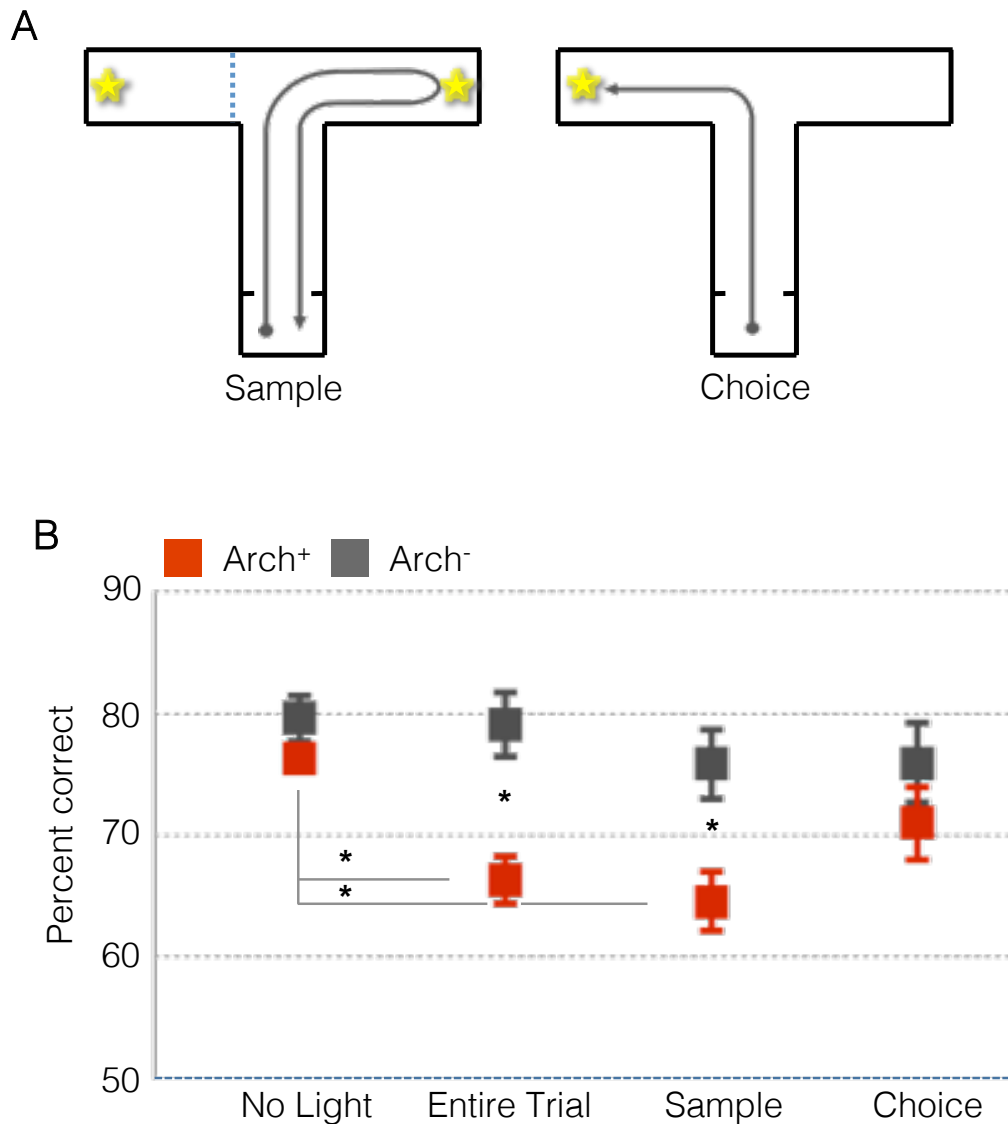 A
Sample Choice
B
Arch⁺ Arch⁻
90
80
70
60
50
Percent correct
*
*
*
*
No Light Entire Trial Sample Choice